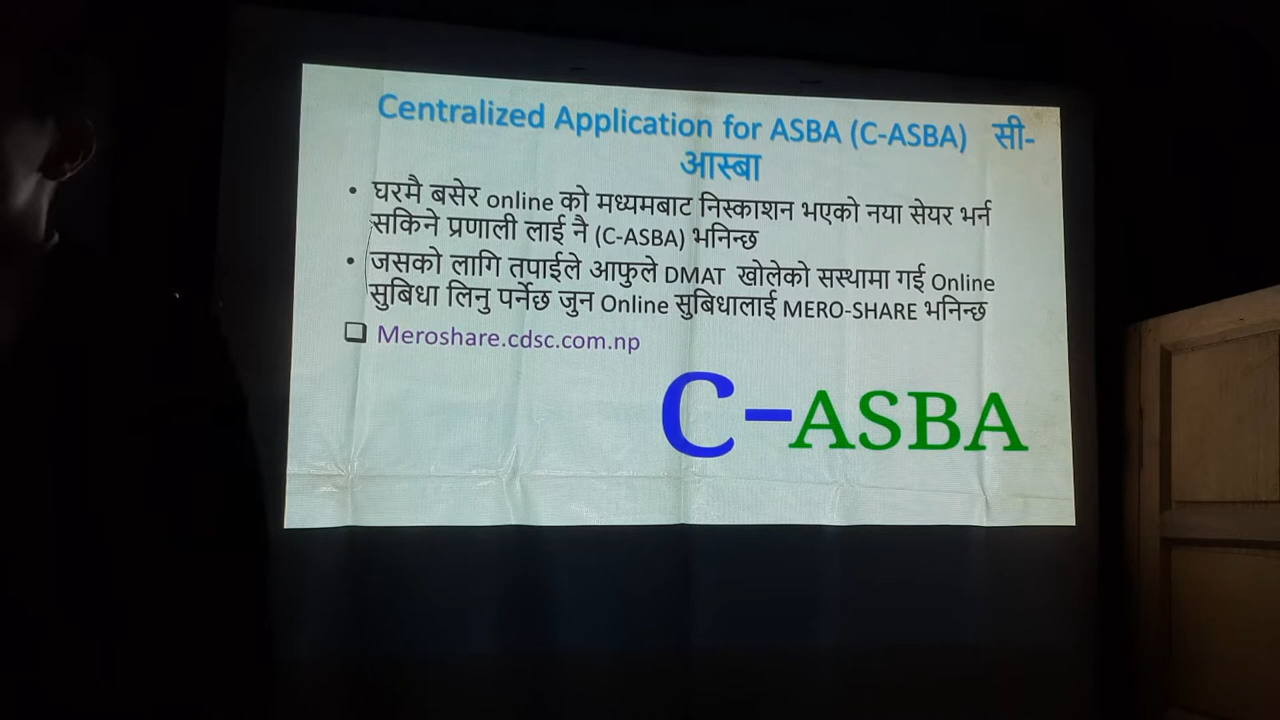 Centralized Application for ASBA (C-ASBA) सी-
आस्बा
• घरमै बसेर online को मध्यमबाट निस्काशन भएको नया सेयर भर्न
सकिने प्रणाली लाई नै (C-ASBA) भनिन्छ
• जसको लागि तपाईले आफुले DMAT खोलेको सस्थामा गई Online
सुबिधा लिनु पर्नेछ जुन Online सुबिधालाई MERO-SHARE भनिन्छ
❑ Meroshare.cdsc.com.np
C-ASBA